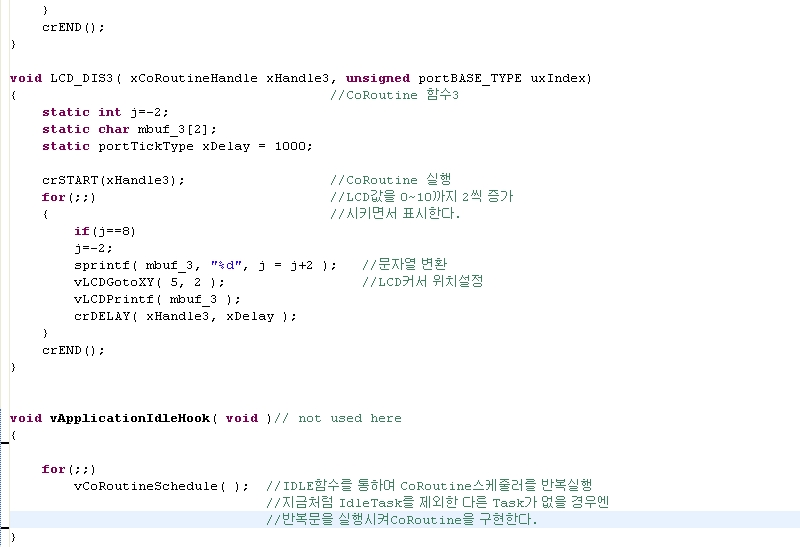 }
    crEND();
}

void LCD_DIS3( xCoRoutineHandle xHandle3, unsigned portBASE_TYPE uxIndex)
{                                       //CoRoutine 함수3
    static int j=-2;
    static char mbuf_3[2];
    static portTickType xDelay = 1000;

    crSTART(xHandle3);                  //CoRoutine 실행
    for(;;)                             //LCD값을 0~10까지 2씩 증가
    {                                   //시키면서 표시한다.
        if(j==8)
        j=-2;
        sprintf( mbuf_3, "%d", j = j+2 );   //문자열 변환
        vLCDGotoXY( 5, 2 );                 //LCD커서 위치설정
        vLCDPrintf( mbuf_3 );
        crDELAY( xHandle3, xDelay );
    }
    crEND();
}

void vApplicationIdleHook( void )// not used here
{

    for(;;)
        vCoRoutineSchedule( );  //IDLE함수를 통하여 CoRoutine스케줄러를 반복실행
                                //지금처럼 IdleTask를 제외한 다른 Task가 없을 경우엔
                                //반복문을 실행시켜CoRoutine을 구현한다.
}